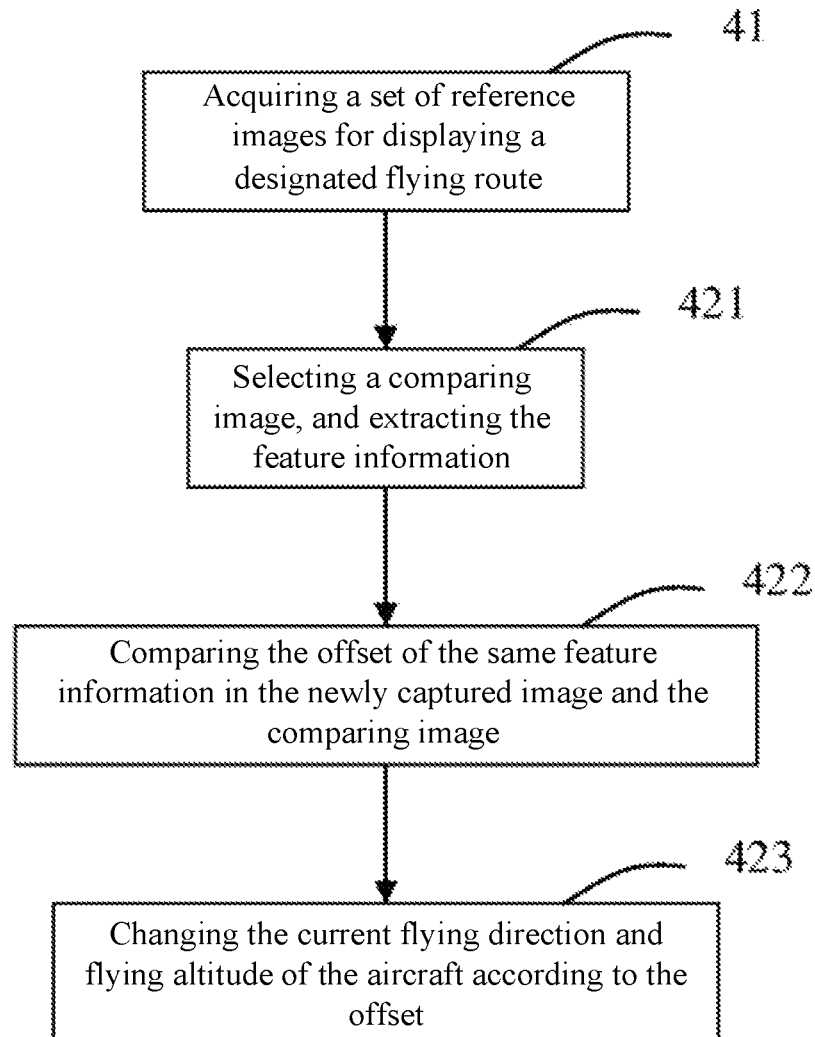 41
Acquiring a set of reference
images for displaying a
designated flying route
421
Selecting a comparing
image, and extracting the
feature information
422
Comparing the offset of the same feature
information in the newly captured image and the
comparing image
423
Changing the current flying direction and
flying altitude of the aircraft according to the
offset